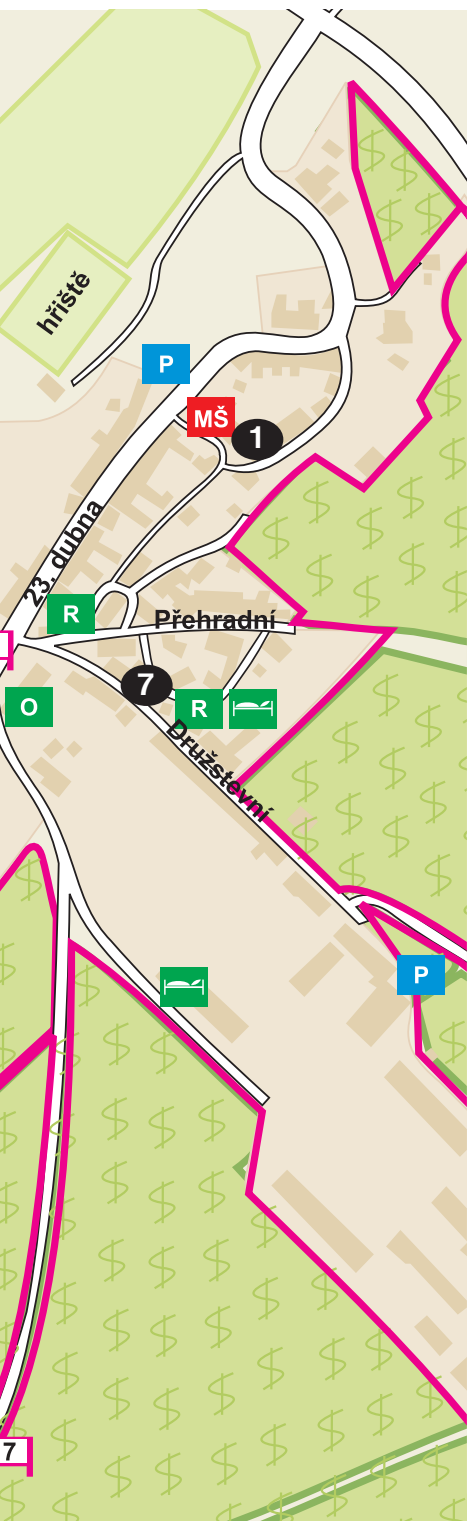 hřiště
P
MŠ
1
23. dubna
R
Přehradní
7
R
O
Družstevní
P
7